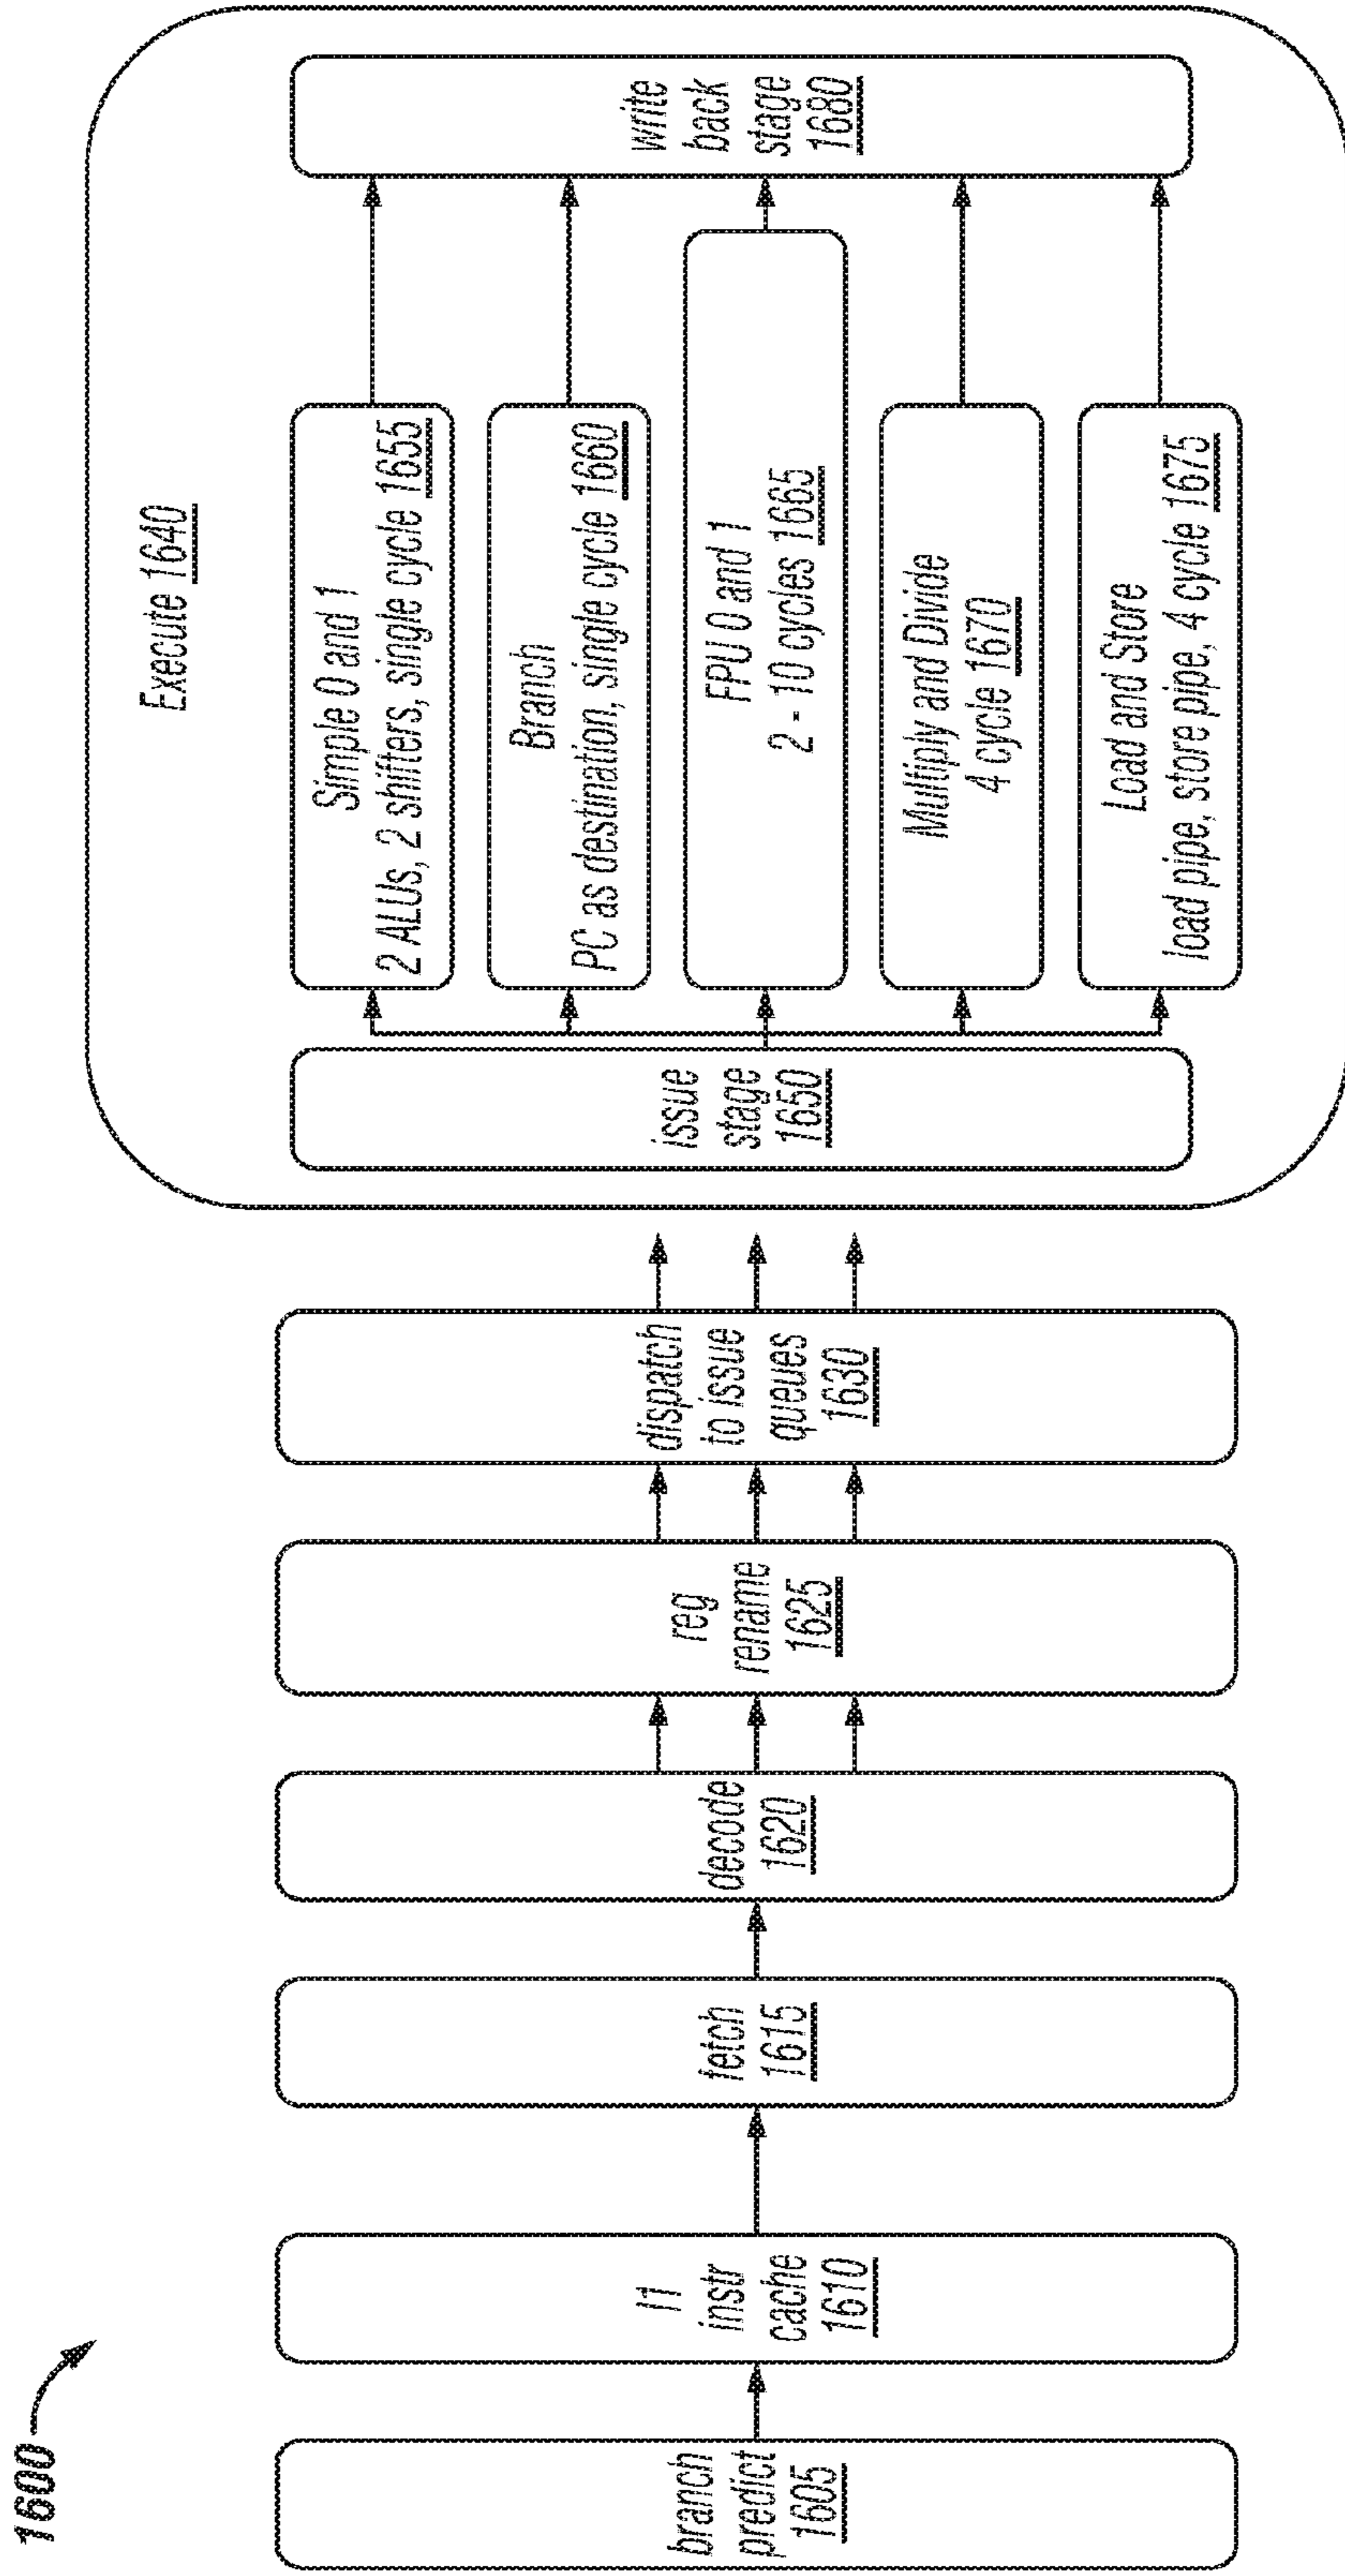 1600
branch
predict
1605
I1
instr
cache
1610
fetch
1615
decode
1620
reg
rename
1625
dispatch
to issue
queues
1630
Execute 1640
issue
stage
1650
Simple 0 and 1
2 ALUs, 2 shifters, single cycle 1655
Branch
PC as destination, single cycle 1660
FPU 0 and 1
2 - 10 cycles 1665
Multiply and Divide
4 cycle 1670
Load and Store
load pipe, store pipe, 4 cycle 1675
write
back
stage
1680